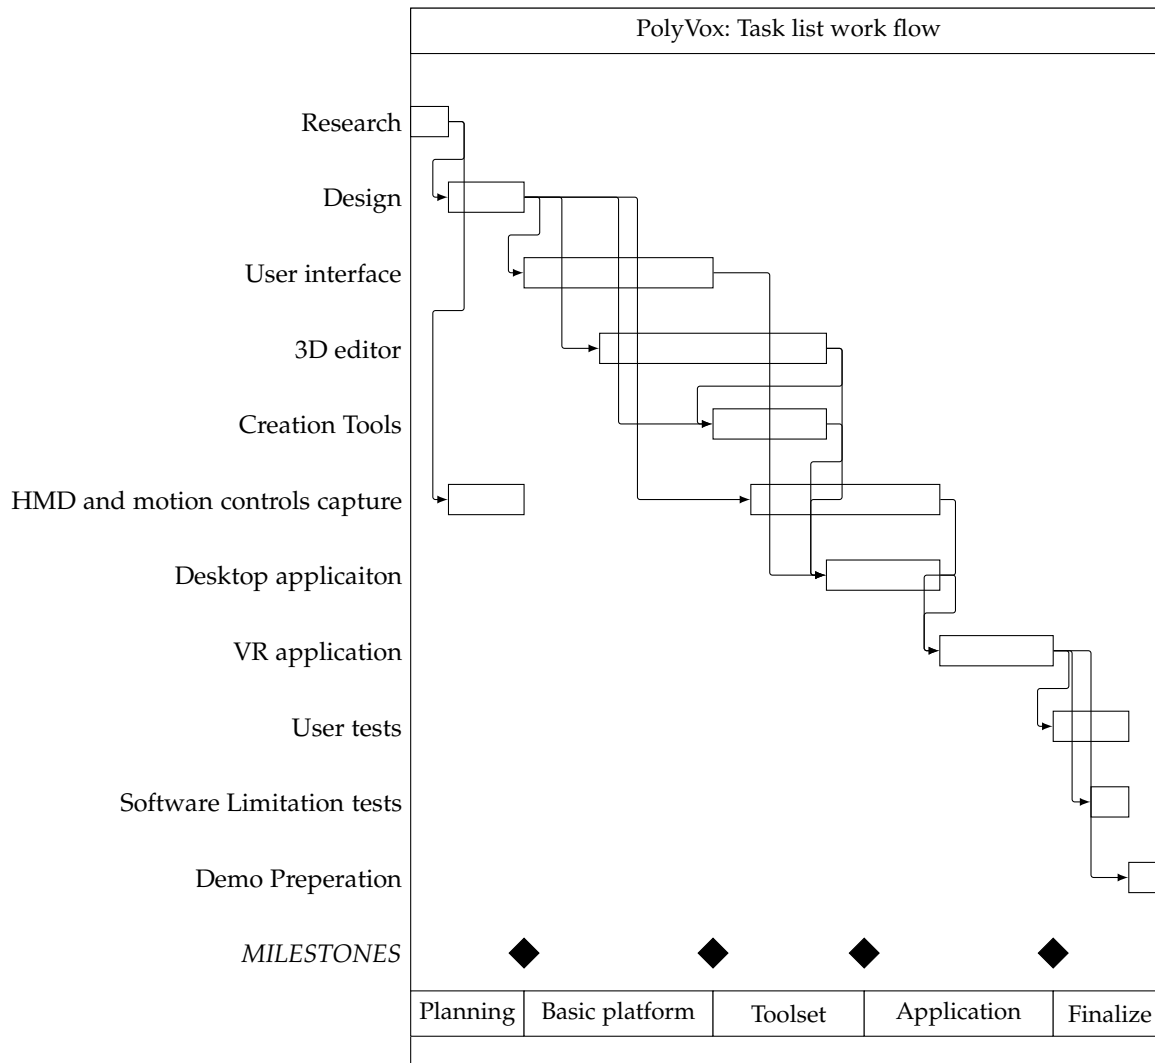 PolyVox: Task list work flow
Research
Design
User interface
3D editor
Creation Tools
HMD and motion controls capture
Desktop applicaiton
VR application
User tests
Software Limitation tests
Demo Preperation
MILESTONES
Planning Basic platform Toolset Application Finalize